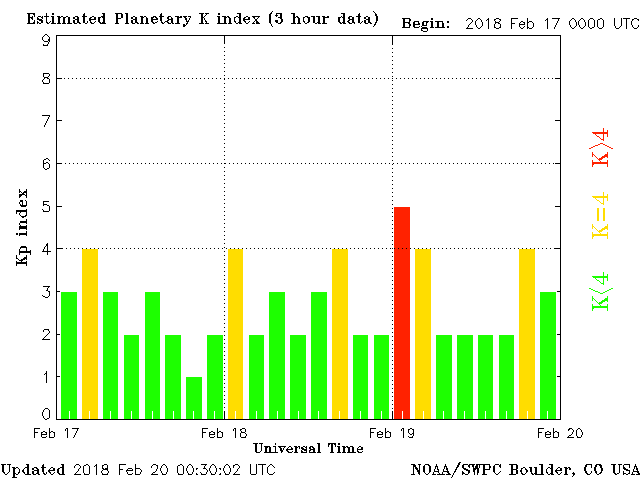 Estimated Planetary K index (3 hour data) Begin: 2018 Feb 17 0000 UTC
9
8
7
6
5
4
3
2
1
0
Kp index
K>4
K=4
K<4
Feb 17 Feb 18 Feb 19 Feb 20
Universal Time
Updated 2018 Feb 20 00:30:02 UTC NOAA/SWPC Boulder, CO USA